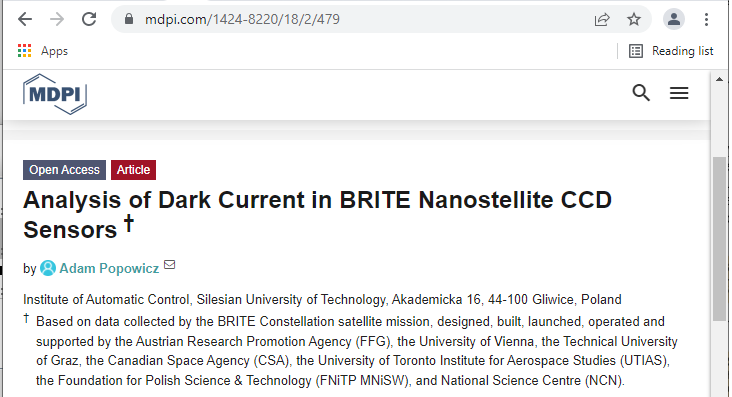 mdpi.com/1424-8220/18/2/479
Apps
Reading list
MDPI
Open Access Article
Analysis of Dark Current in BRITE Nanostellite CCD
Sensors †
by Adam Popowicz
Institute of Automatic Control, Silesian University of Technology, Akademicka 16, 44-100 Gliwice, Poland
† Based on data collected by the BRITE Constellation satellite mission, designed, built, launched, operated and
supported by the Austrian Research Promotion Agency (FFG), the University of Vienna, the Technical University
of Graz, the Canadian Space Agency (CSA), the University of Toronto Institute for Aerospace Studies (UTIAS),
the Foundation for Polish Science & Technology (FNiTP MNiSW), and National Science Centre (NCN).